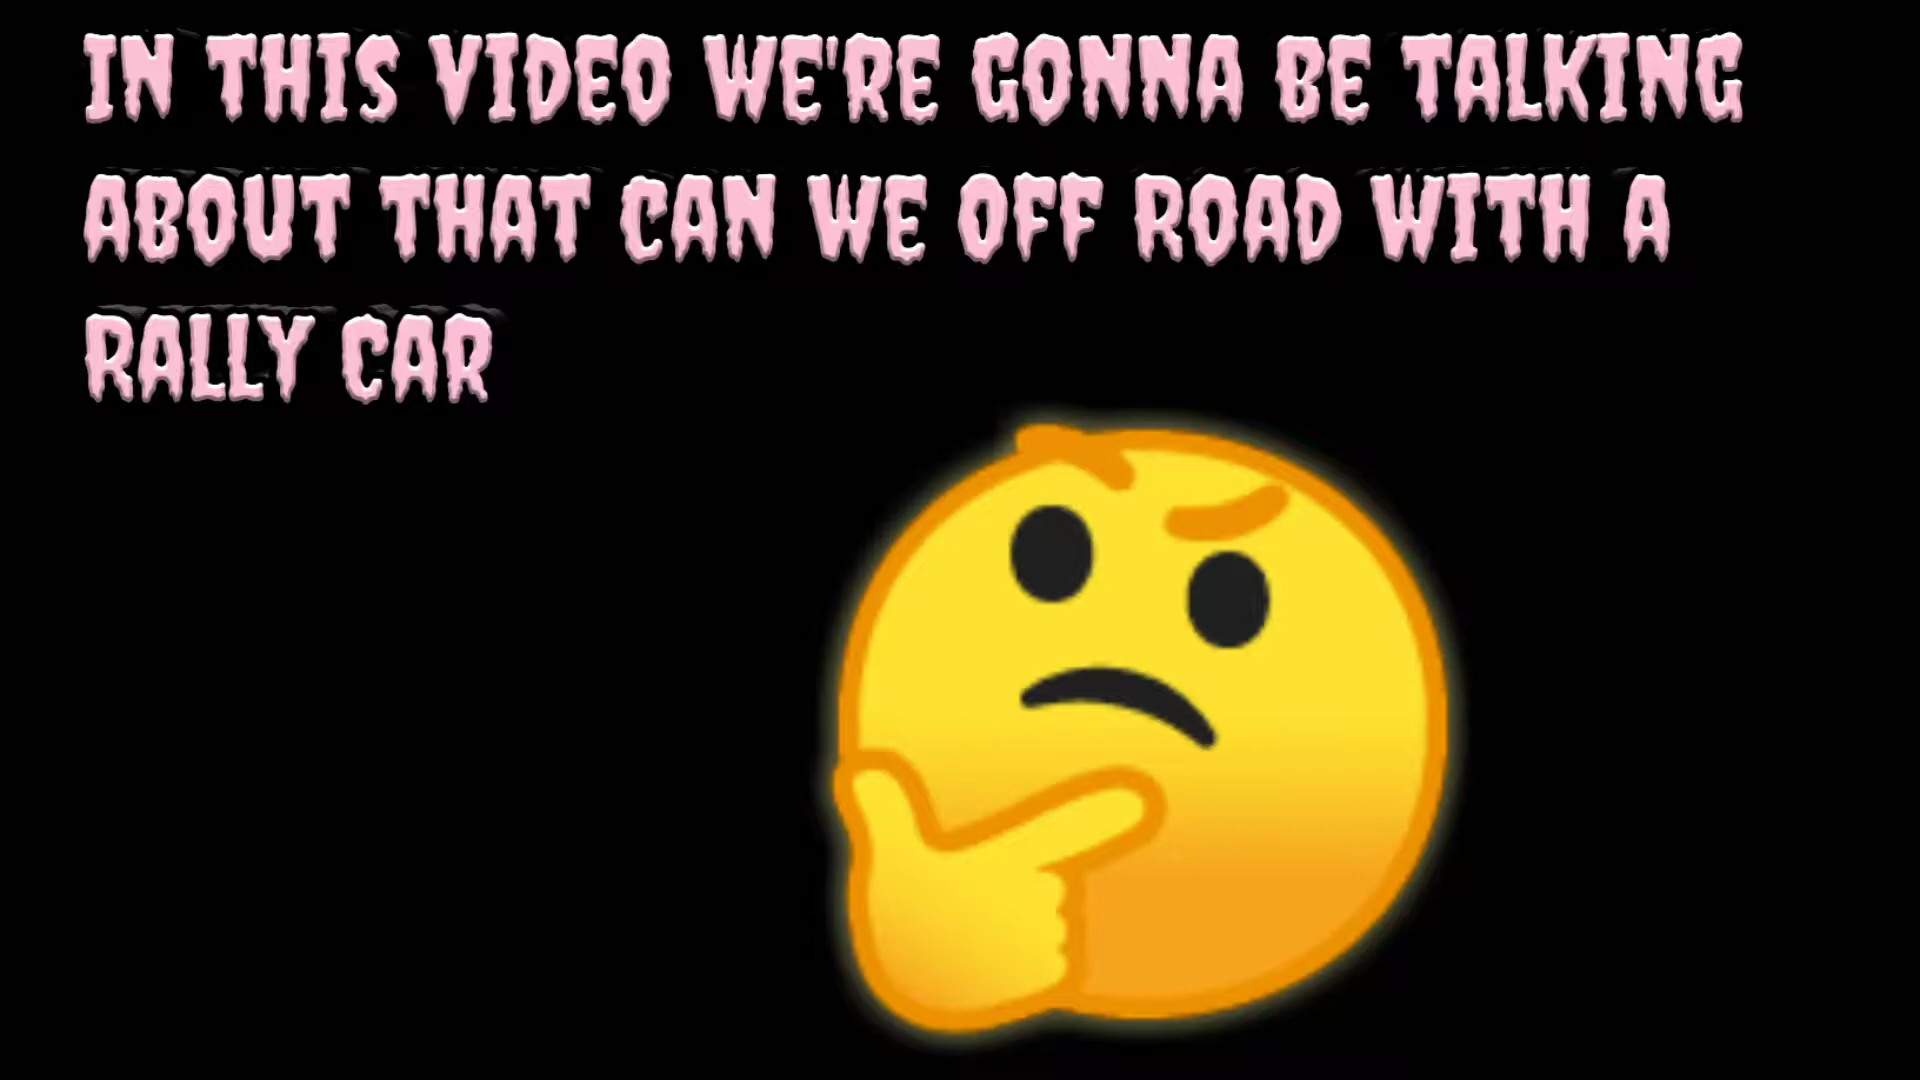 IN THIS VIDEO WE'RE GONNA BE TALKING
ABOUT THAT CAN WE OFF ROAD WITH A
RALLY CAR